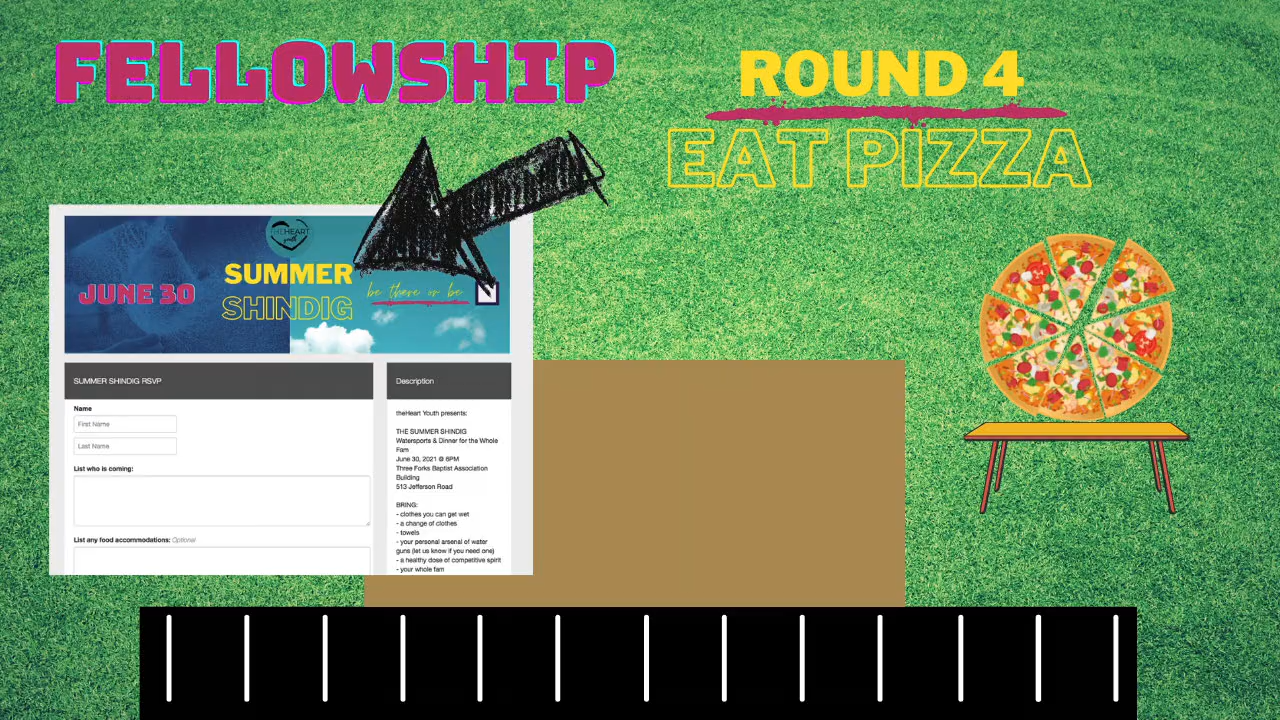 FELLOWSHIP
ROUND 4
EAT PIZZA
THEHEART
youth
JUNE 30
SUMMER
SHINDIG
be there or be
SUMMER SHINDIG RSVP
Name
First Name
Last Name
List who is coming:
List any food accommodations: Optional
Description
theHeart Youth presents:
THE SUMMER SHINDIG
Watersports & Dinner for the Whole
Fam
June 30, 2021 @ 6PM
Three Forks Baptist Association
Building
513 Jefferson Road
BRING:
- clothes you can get wet
- a change of clothes
- towels
- your personal arsenal of water
guns (let us know if you need one)
- a healthy dose of competitive spirit
- your whole fam